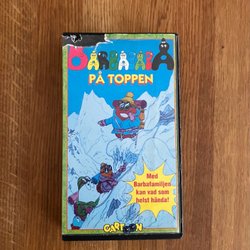 BARBAPAPA
PÅ TOPPEN
Med
Barbafamiljen
kan vad som
helst hända!
CARTOON